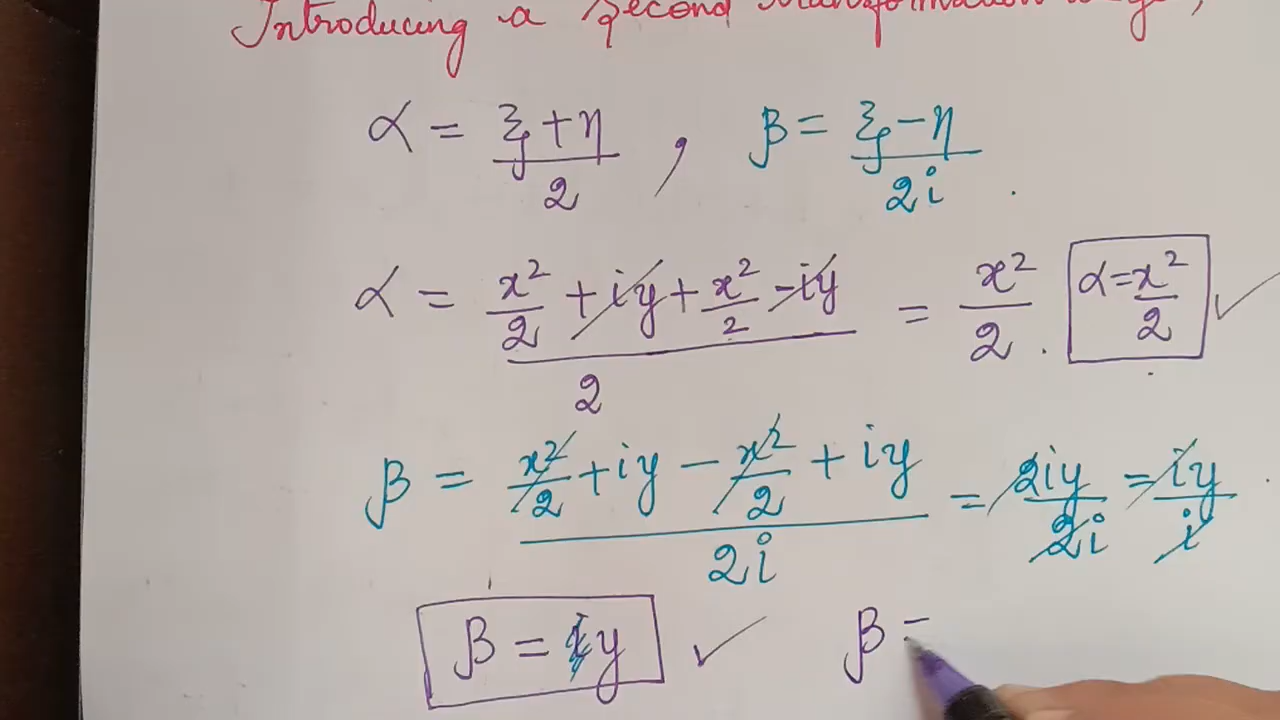 Introducing a Second Transformation
α = (ξ + η)/2 , β = (ξ − η)/2i .
α = (x²/2 + iy + x²/2 − iy)/2 = x²/2 . α = x²/2 ✓
β = (x²/2 + iy − x²/2 + iy)/2i = 2iy/2i = iy/i
β = y ✓ β =